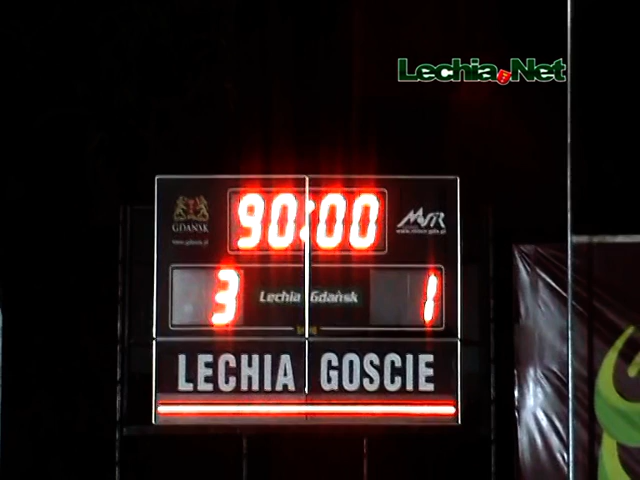 Lechia.Net
90:00
GDAŃSK
3
Lechia Gdańsk
1
LECHIA GOSCIE